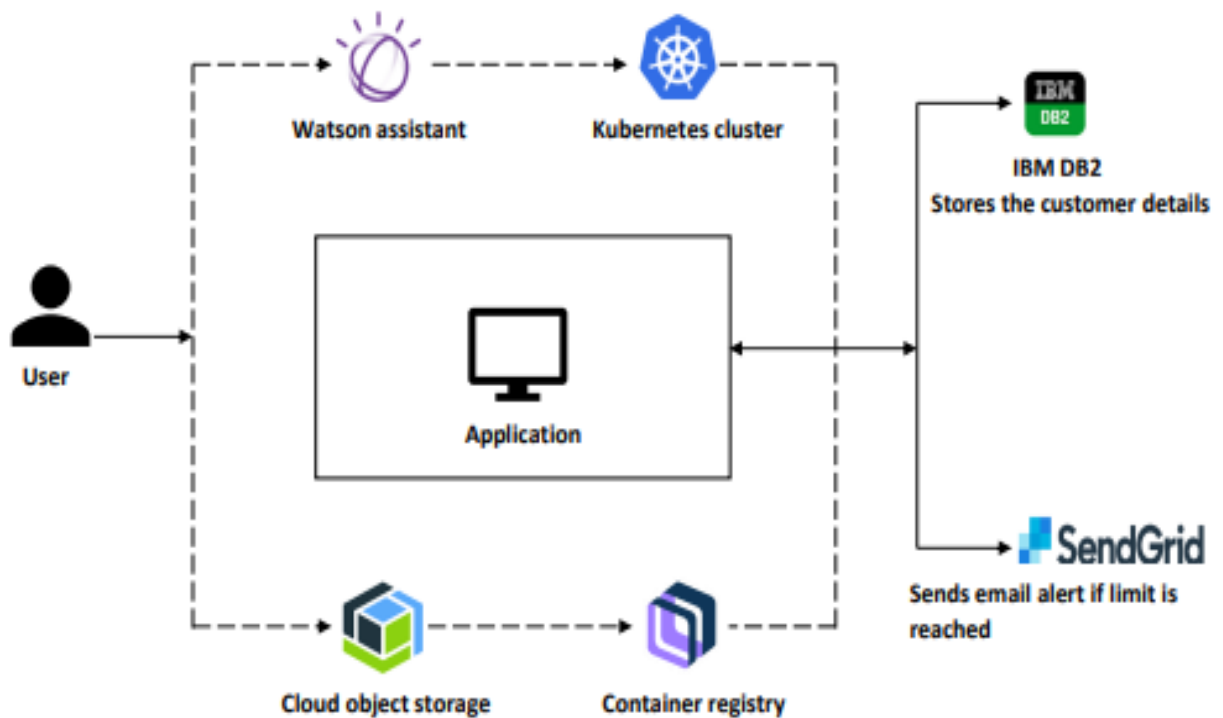 Watson assistant
Kubernetes cluster
IBM
DB2
IBM DB2
Stores the customer details
User
Application
SendGrid
Sends email alert if limit is
reached
Cloud object storage
Container registry